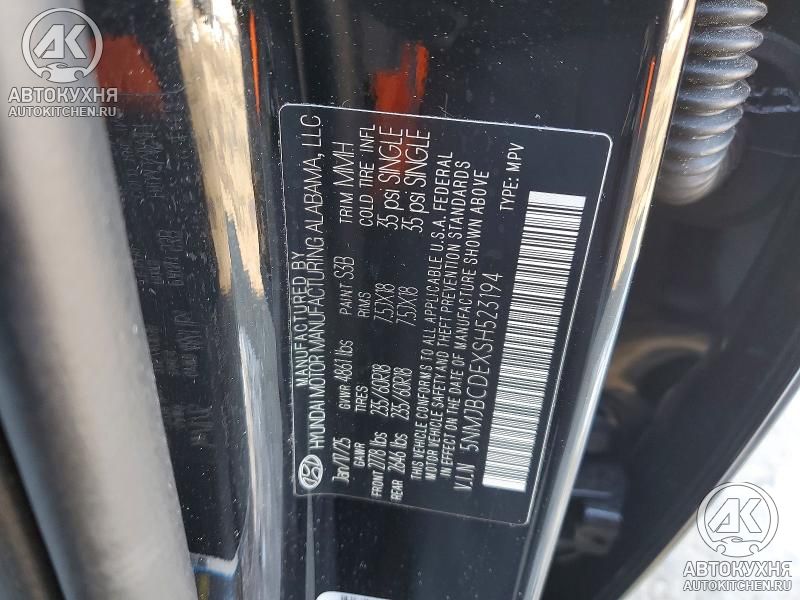 АВТОКУХНЯ
AUTOKITCHEN.RU
MANUFACTURED BY
HYUNDAI MOTOR MANUFACTURING ALABAMA, LLC
Jan/17/25 GVWR 4861 lbs PAINT S3B TRIM MMH
GAWR TIRES RIMS COLD TIRE INFL
FRONT 2778 lbs 235/60R18 7.5JX18 35 psi SINGLE
REAR 2646 lbs 235/60R18 7.5JX18 35 psi SINGLE
THIS VEHICLE CONFORMS TO ALL APPLICABLE U.S.A. FEDERAL
MOTOR VEHICLE SAFETY AND THEFT PREVENTION STANDARDS
IN EFFECT ON THE DATE OF MANUFACTURE SHOWN ABOVE
V.I.N 5NMJBCDEXSH523194 TYPE: MPV
АВТОКУХНЯ
AUTOKITCHEN.RU